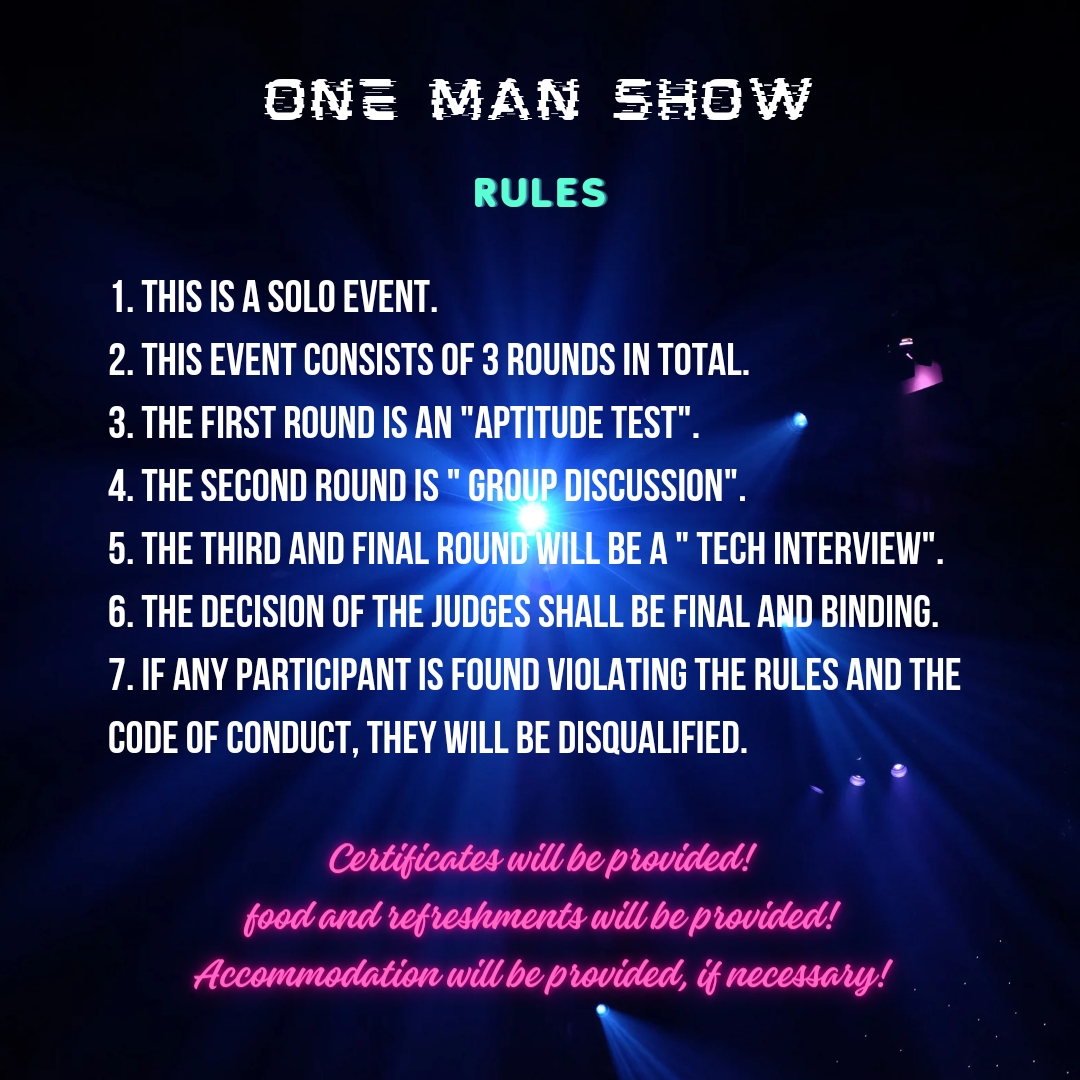 ONE MAN SHOW
RULES
1. THIS IS A SOLO EVENT.
2. THIS EVENT CONSISTS OF 3 ROUNDS IN TOTAL.
3. THE FIRST ROUND IS AN "APTITUDE TEST".
4. THE SECOND ROUND IS " GROUP DISCUSSION".
5. THE THIRD AND FINAL ROUND WILL BE A " TECH INTERVIEW".
6. THE DECISION OF THE JUDGES SHALL BE FINAL AND BINDING.
7. IF ANY PARTICIPANT IS FOUND VIOLATING THE RULES AND THE
CODE OF CONDUCT, THEY WILL BE DISQUALIFIED.
Certificates will be provided!
food and refreshments will be provided!
Accommodation will be provided, if necessary!